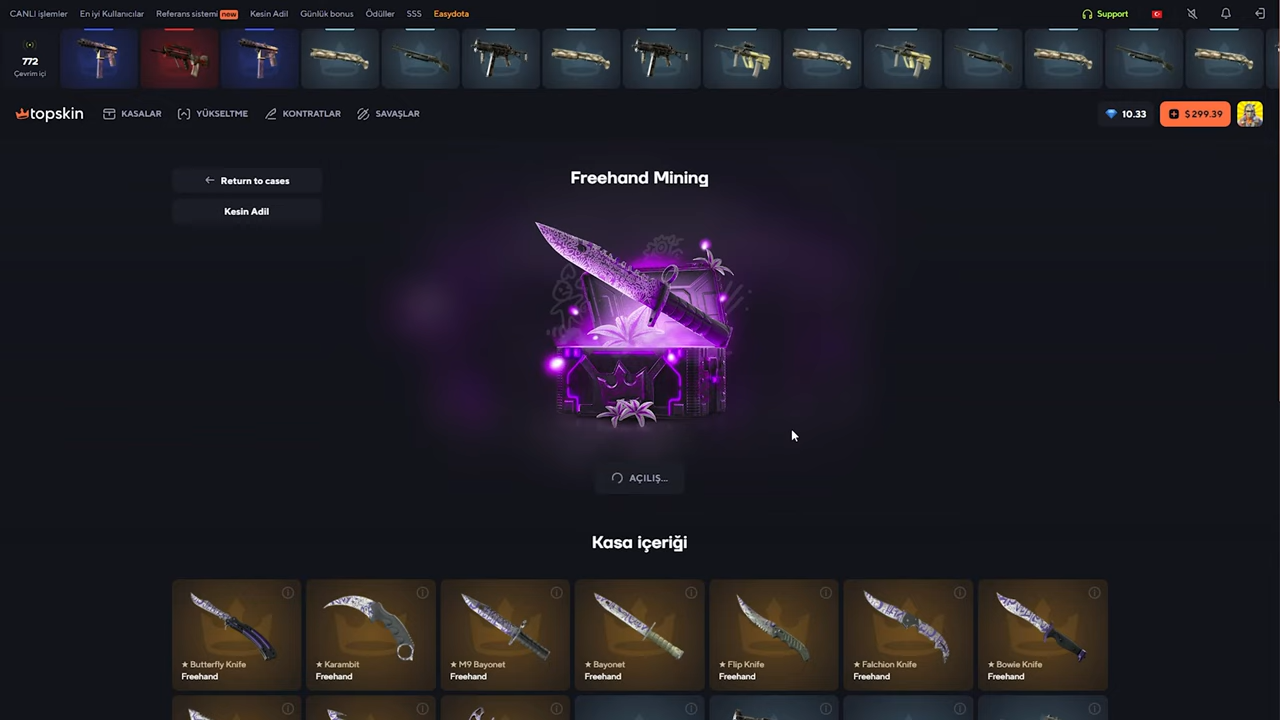 CANLI işlemler En iyi Kullanıcılar Referans sistemi new Kesin Adil Günlük bonus Ödüller SSS Easydota Support
772
Çevrim içi
topskin KASALAR YÜKSELTME KONTRATLAR SAVAŞLAR 10.33 $ 299.39
← Return to cases
Kesin Adil
Freehand Mining
AÇILIŞ...
Kasa içeriği
★ Butterfly Knife
Freehand
★ Karambit
Freehand
★ M9 Bayonet
Freehand
★ Bayonet
Freehand
★ Flip Knife
Freehand
★ Falchion Knife
Freehand
★ Bowie Knife
Freehand